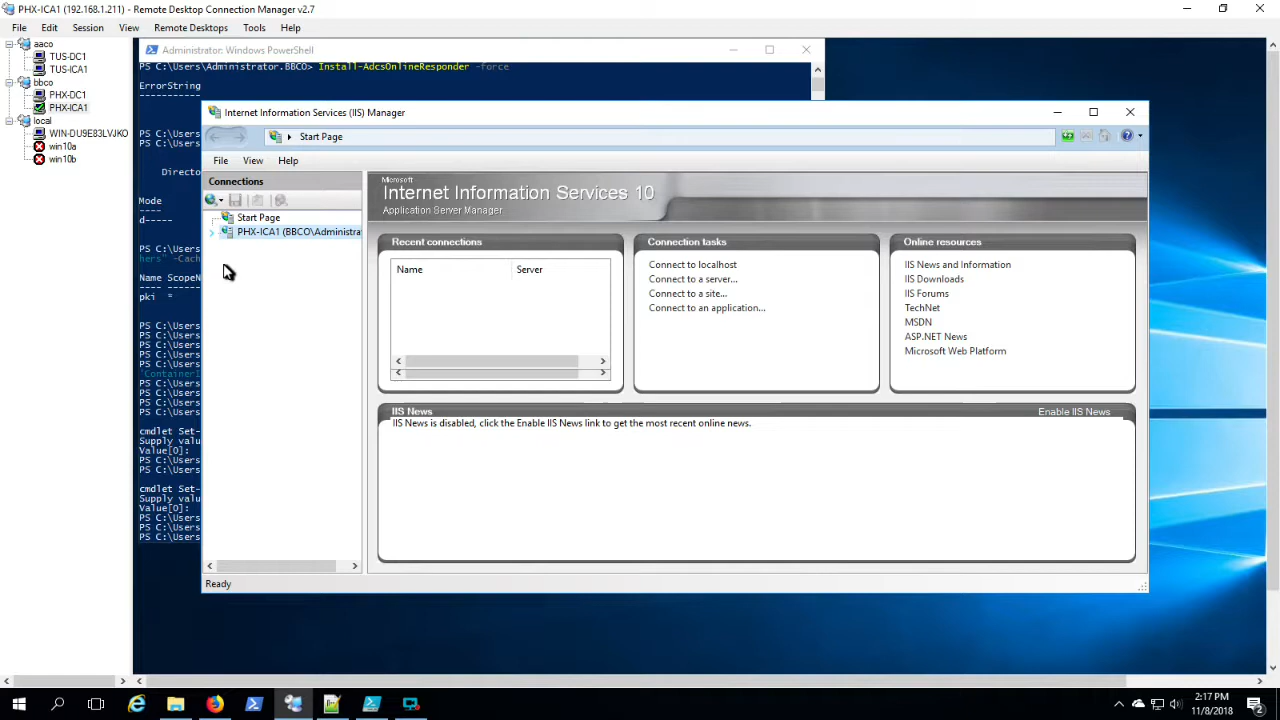 PHX-ICA1 (192.168.1.211) - Remote Desktop Connection Manager v2.7
File Edit Session View Remote Desktops Tools Help
aaco
TUS-DC1
TUS-ICA1
bbco
PHX-DC1
PHX-ICA1
local
WIN-DU9E83LVJKO
win10a
win10b
Administrator: Windows PowerShell
PS C:\Users\Administrator.BBCO> Install-AdcsOnlineResponder -force
ErrorString
-----------
PS C:\Users
PS C:\Users
Directo
Mode
----
d-----
PS C:\Users
hers" -Cach
Name ScopeN
---- ------
pki *
PS C:\Users
PS C:\Users
PS C:\Users
PS C:\Users
PS C:\Users
'ContainerI
PS C:\Users
PS C:\Users
PS C:\Users
PS C:\Users
cmdlet Set-
Supply valu
Value[0]:
PS C:\Users
PS C:\Users
cmdlet Set-
Supply valu
Value[0]:
PS C:\Users
PS C:\Users
PS C:\Users
Internet Information Services (IIS) Manager
Start Page
File View Help
Connections
Start Page
PHX-ICA1 (BBCO\Administra
Microsoft
Internet Information Services 10
Application Server Manager
Recent connections
Name Server
Connection tasks
Connect to localhost
Connect to a server...
Connect to a site...
Connect to an application...
Online resources
IIS News and Information
IIS Downloads
IIS Forums
TechNet
MSDN
ASP.NET News
Microsoft Web Platform
IIS News Enable IIS News
IIS News is disabled, click the Enable IIS News link to get the most recent online news.
Ready
2:17 PM
11/8/2018
2